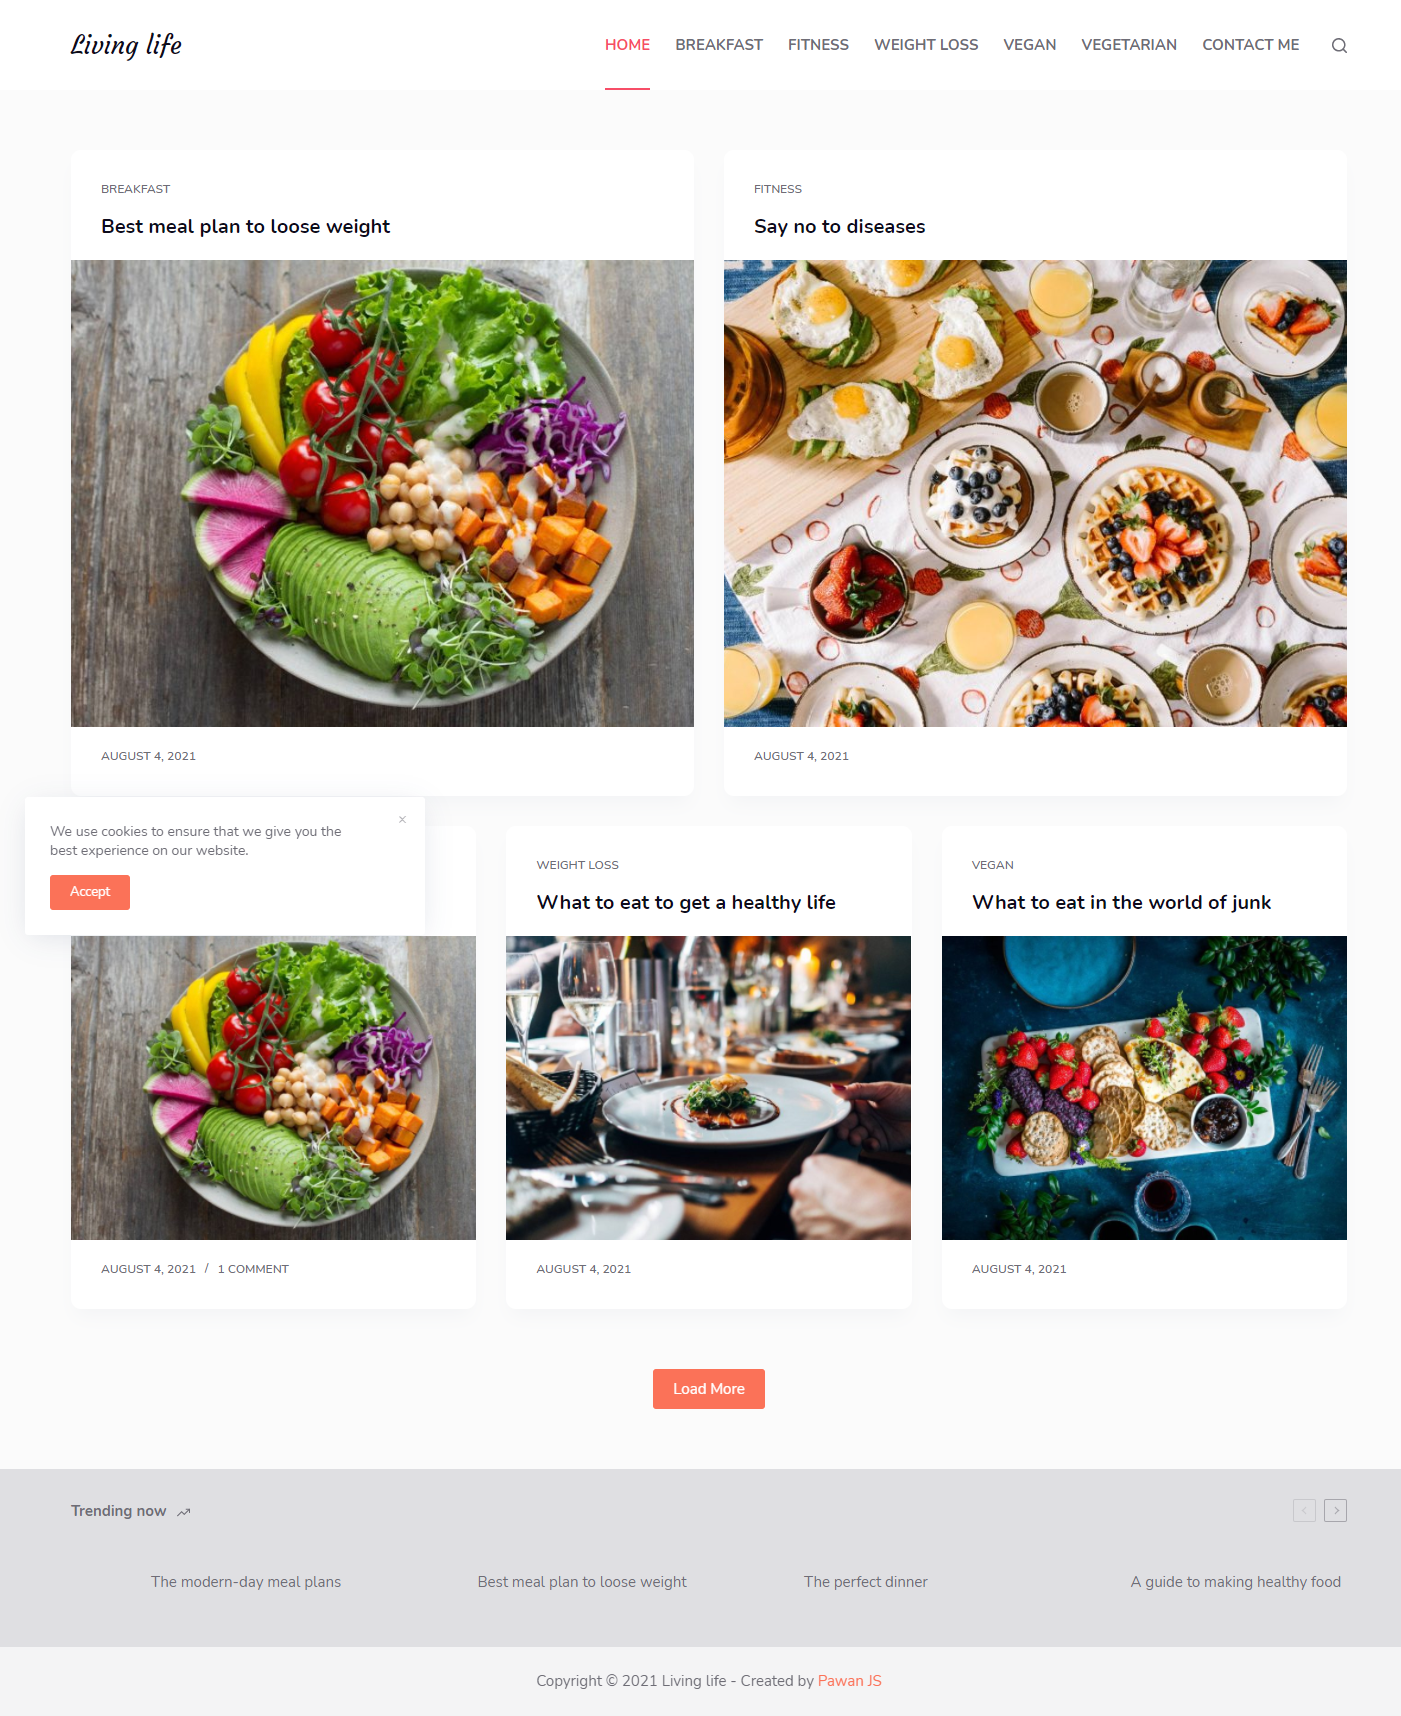 Living life
HOME BREAKFAST FITNESS WEIGHT LOSS VEGAN VEGETARIAN CONTACT ME
BREAKFAST
Best meal plan to loose weight
AUGUST 4, 2021
FITNESS
Say no to diseases
AUGUST 4, 2021
We use cookies to ensure that we give you the
best experience on our website.
Accept
AUGUST 4, 2021 / 1 COMMENT
WEIGHT LOSS
What to eat to get a healthy life
AUGUST 4, 2021
VEGAN
What to eat in the world of junk
AUGUST 4, 2021
Load More
Trending now
The modern-day meal plans
Best meal plan to loose weight
The perfect dinner
A guide to making healthy food
Copyright © 2021 Living life - Created by Pawan JS